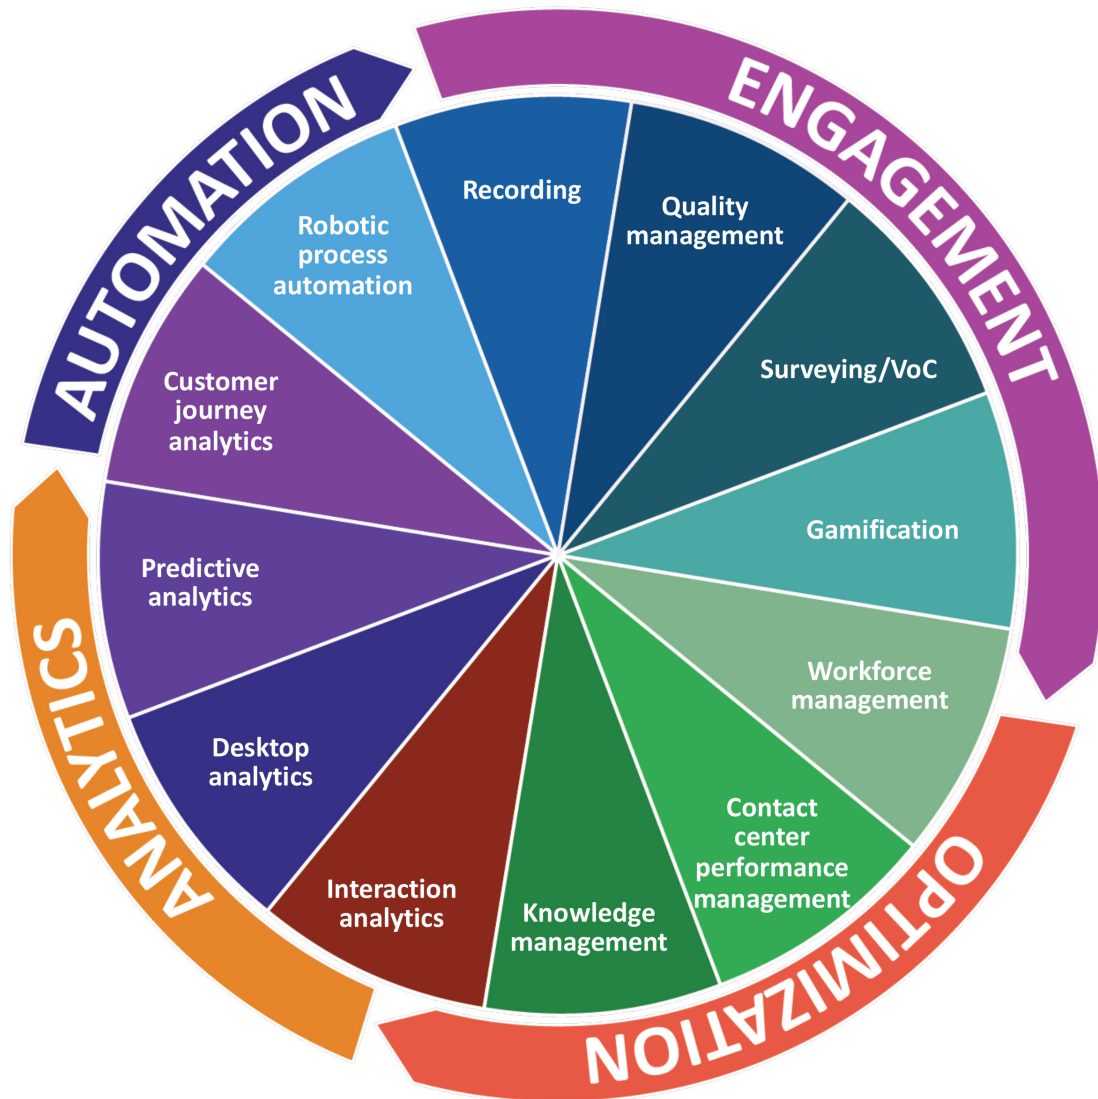 ENGAGEMENT
OPTIMIZATION
ANALYTICS
AUTOMATION
Recording
Quality
management
Surveying/VoC
Gamification
Workforce
management
Contact
center
performance
management
Knowledge
management
Interaction
analytics
Desktop
analytics
Predictive
analytics
Customer
journey
analytics
Robotic
process
automation